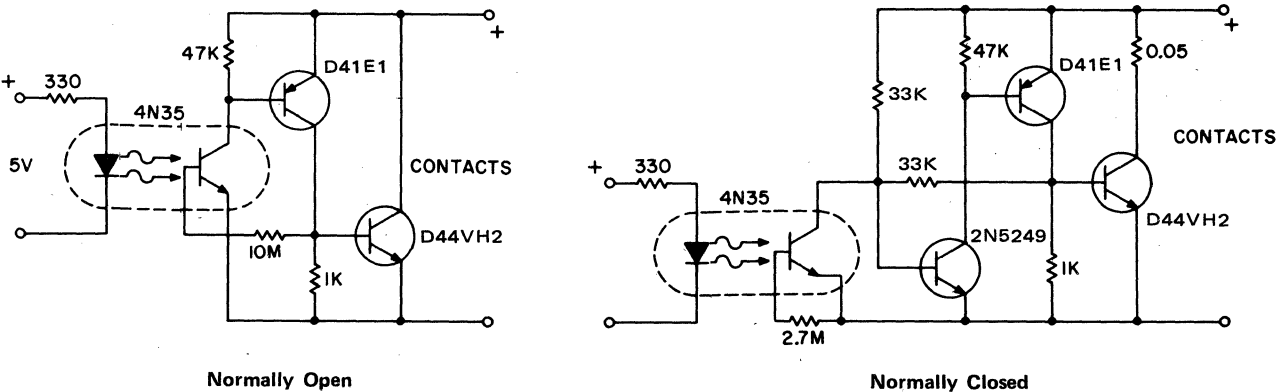 +
330
5V
4N35
47K
D41E1
10M
1K
D44VH2
CONTACTS
+
Normally Open
+
330
4N35
2.7M
33K
33K
47K
D41E1
2N5249
1K
0.05
D44VH2
CONTACTS
+
Normally Closed